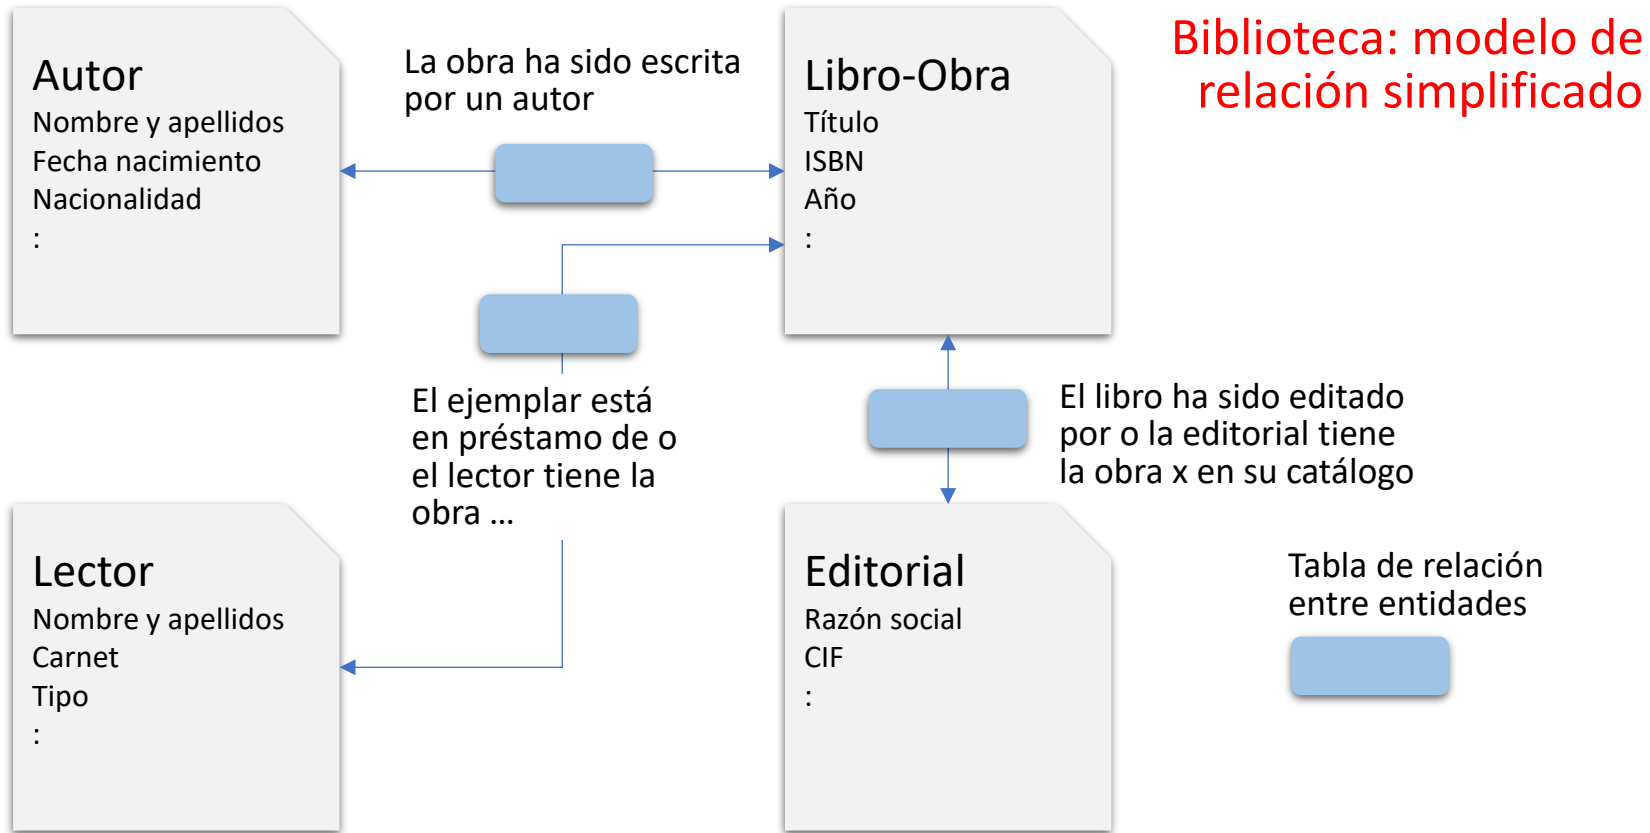 Biblioteca: modelo de
relación simplificado
Autor
Nombre y apellidos
Fecha nacimiento
Nacionalidad
:
La obra ha sido escrita
por un autor
Libro-Obra
Título
ISBN
Año
:
El ejemplar está
en préstamo de o
el lector tiene la
obra ...
El libro ha sido editado
por o la editorial tiene
la obra x en su catálogo
Lector
Nombre y apellidos
Carnet
Tipo
:
Editorial
Razón social
CIF
:
Tabla de relación
entre entidades